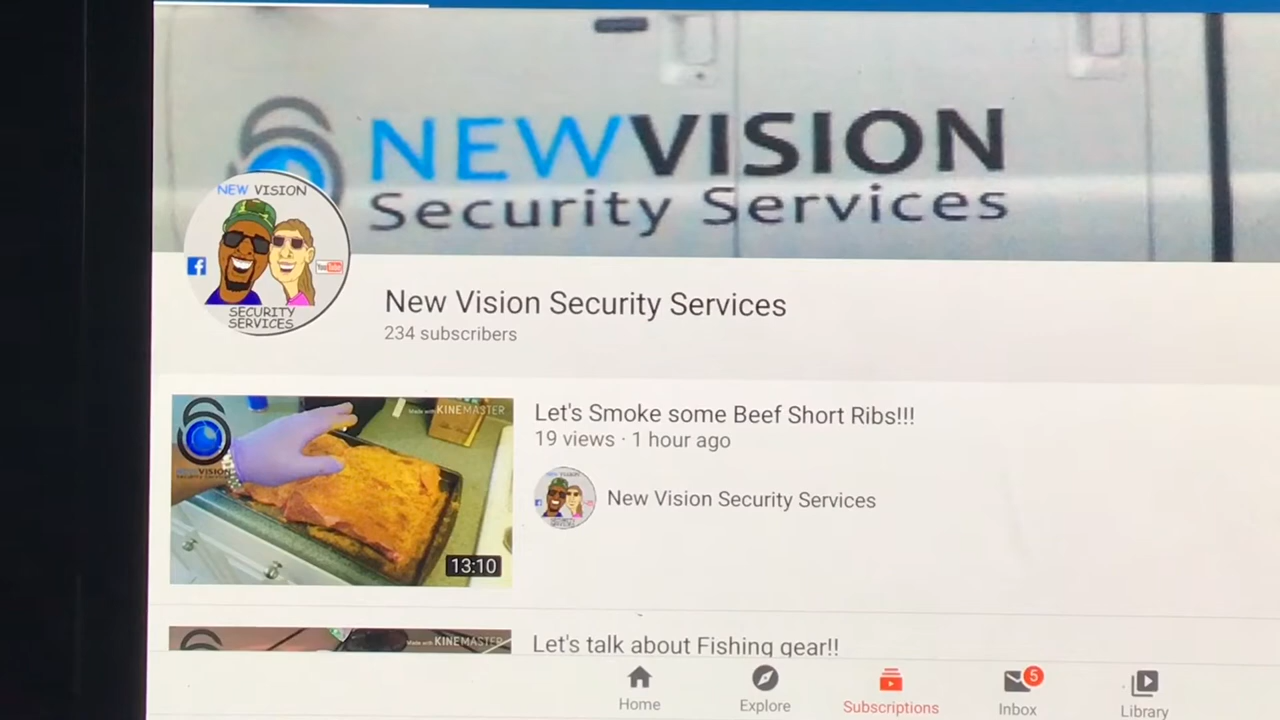 NEWVISION
Security Services
NEW VISION
SECURITY
SERVICES
New Vision Security Services
234 subscribers
Made with KINEMASTER
Let's Smoke some Beef Short Ribs!!!
19 views · 1 hour ago
New Vision Security Services
13:10
Made with KINEMASTER
Let's talk about Fishing gear!!
5
Home
Explore
Subscriptions
Inbox
Library